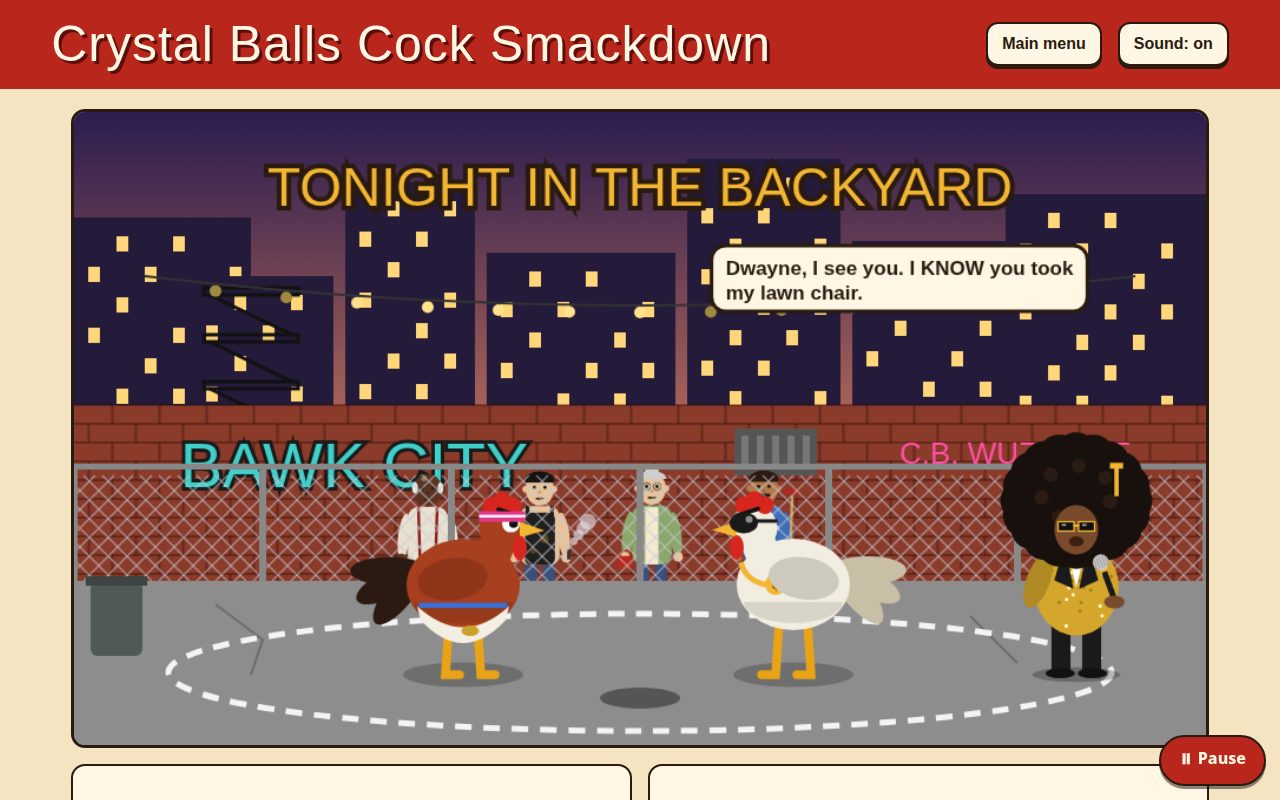 Crystal Balls Cock Smackdown
Main menu
Sound: on
TONIGHT IN THE BACKYARD
Dwayne, I see you. I KNOW you took
my lawn chair.
BAWK CITY
C.B.
Pause